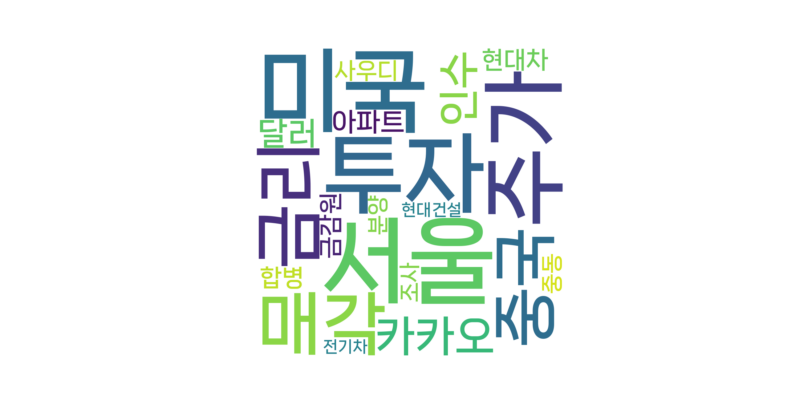 미국
사우디
인수
현대차
달러
아파트
투자
주가
금리
금감원
분양
현대건설
서울
중국
중동
합병
조사
매각
카카오
전기차